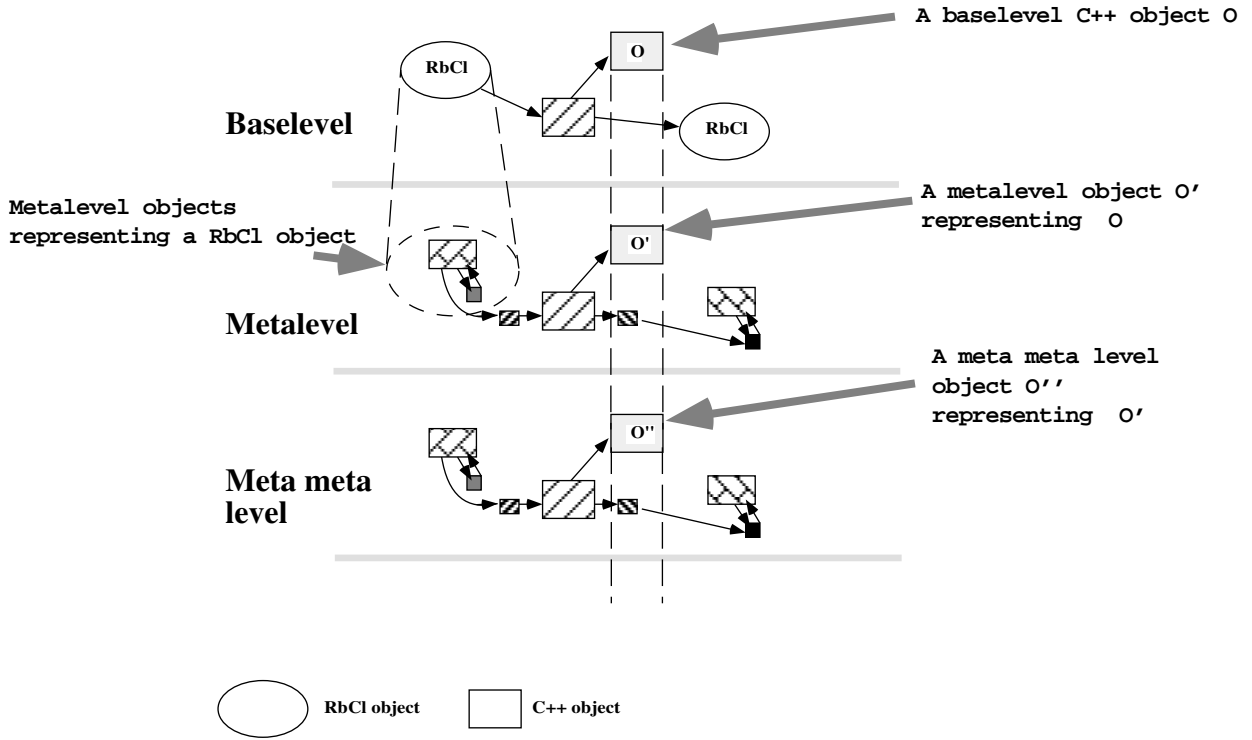 A baselevel C++ object O
O
RbCl
Baselevel
RbCl
A metalevel object O'
representing O
Metalevel objects
representing a RbCl object
O'
Metalevel
A meta meta level
object O''
representing O'
O"
Meta meta
level
RbCl object
C++ object